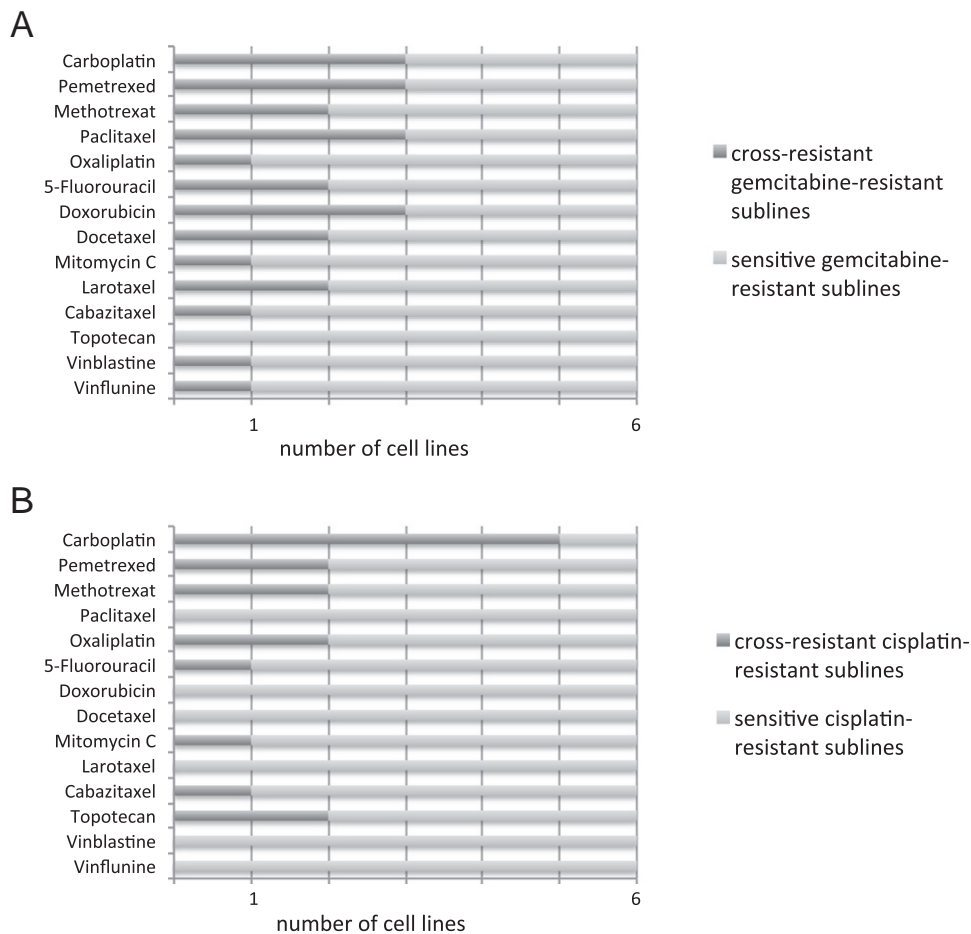 A
Carboplatin
Pemetrexed
Methotrexat
Paclitaxel
Oxaliplatin
5-Fluorouracil
Doxorubicin
Docetaxel
Mitomycin C
Larotaxel
Cabazitaxel
Topotecan
Vinblastine
Vinflunine
1 6
number of cell lines
cross-resistant
gemcitabine-resistant
sublines
sensitive gemcitabine-
resistant sublines
B
Carboplatin
Pemetrexed
Methotrexat
Paclitaxel
Oxaliplatin
5-Fluorouracil
Doxorubicin
Docetaxel
Mitomycin C
Larotaxel
Cabazitaxel
Topotecan
Vinblastine
Vinflunine
1 6
number of cell lines
cross-resistant cisplatin-
resistant sublines
sensitive cisplatin-
resistant sublines